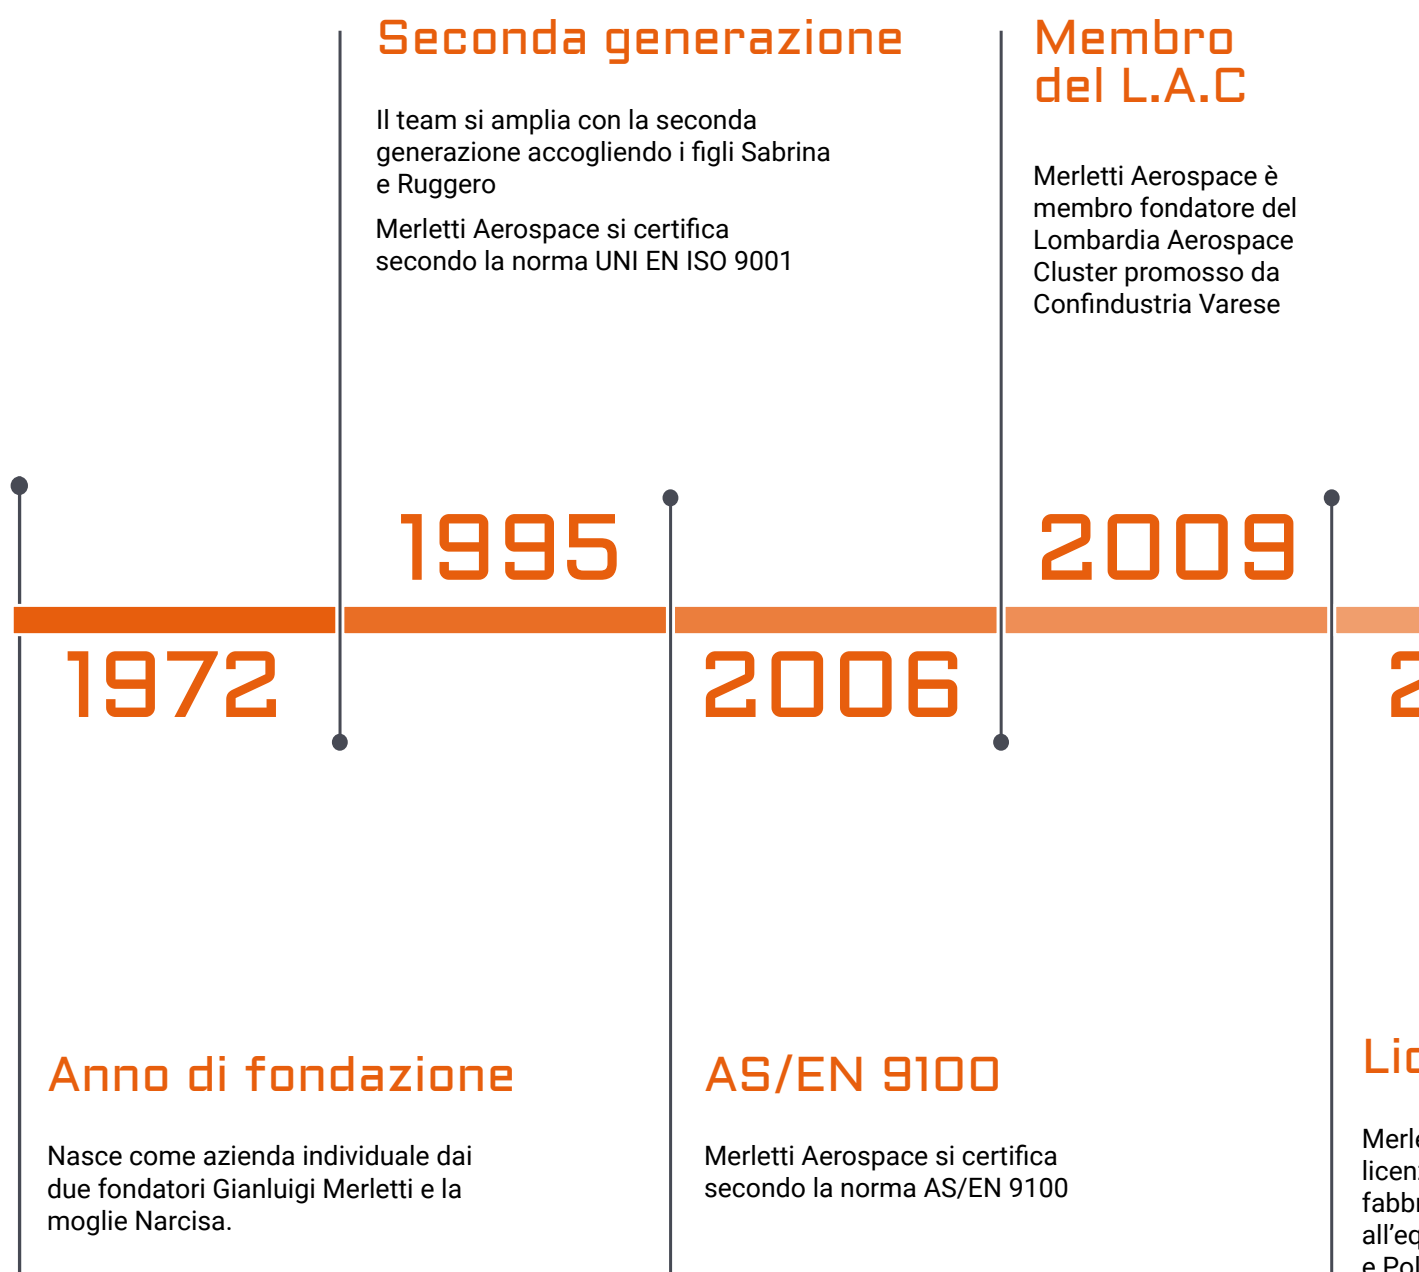 Seconda generazione
Il team si amplia con la seconda
generazione accogliendo i figli Sabrina
e Ruggero
Merletti Aerospace si certifica
secondo la norma UNI EN ISO 9001
Membro
del L.A.C
Merletti Aerospace è
membro fondatore del
Lombardia Aerospace
Cluster promosso da
Confindustria Varese
1995
2009
1972
2006
Anno di fondazione
Nasce come azienda individuale dai
due fondatori Gianluigi Merletti e la
moglie Narcisa.
AS/EN 9100
Merletti Aerospace si certifica
secondo la norma AS/EN 9100
e